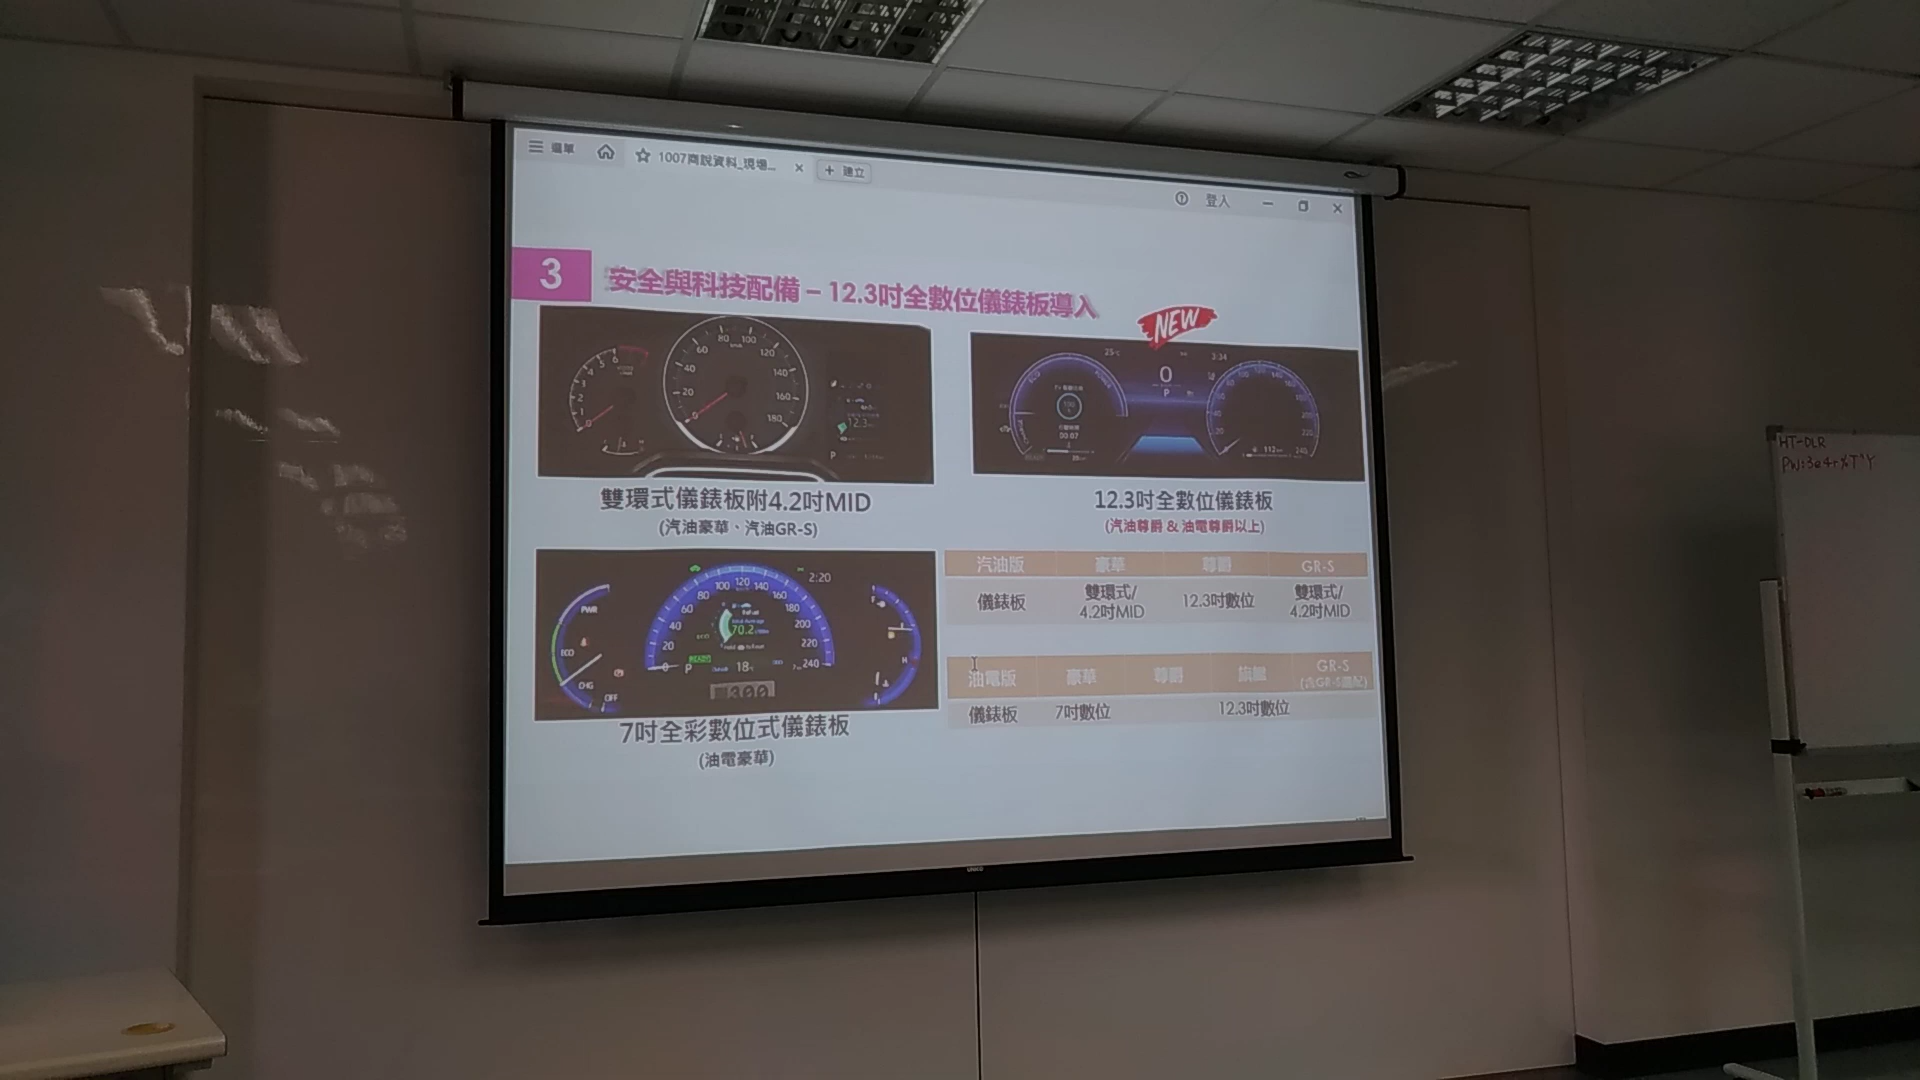 選單
1007商說資料_現場...
建立
登入
3
安全與科技配備 – 12.3吋全數位儀錶板導入
NEW
雙環式儀錶板附4.2吋MID
(汽油豪華、汽油GR-S)
12.3吋全數位儀錶板
(汽油尊爵 & 油電尊爵以上)
汽油版 豪華 尊爵 GR-S
儀錶板 雙環式/4.2吋MID 12.3吋數位 雙環式/4.2吋MID
油電版 豪華 尊爵 旗艦 GR-S
儀錶板 7吋數位 12.3吋數位
7吋全彩數位式儀錶板
(油電豪華)
HT-DLR